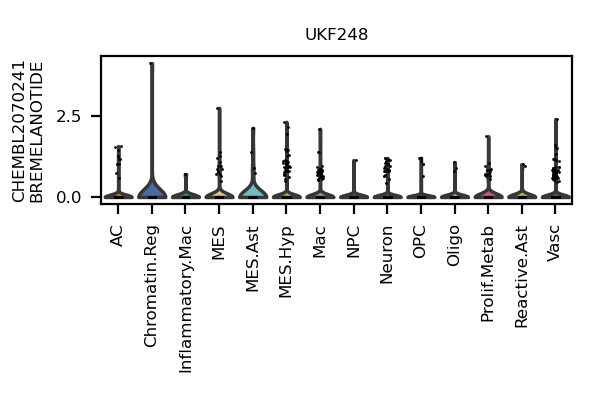 UKF248
CHEMBL2070241
BREMELANOTIDE
2.5
0.0
AC
Chromatin.Reg
Inflammatory.Mac
MES
MES.Ast
MES.Hyp
Mac
NPC
Neuron
OPC
Oligo
Prolif.Metab
Reactive.Ast
Vasc